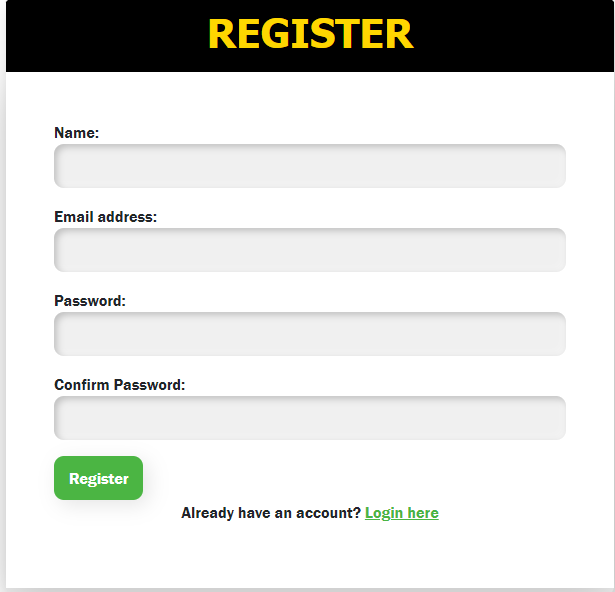 REGISTER
Name:
Email address:
Password:
Confirm Password:
Register
Already have an account? Login here